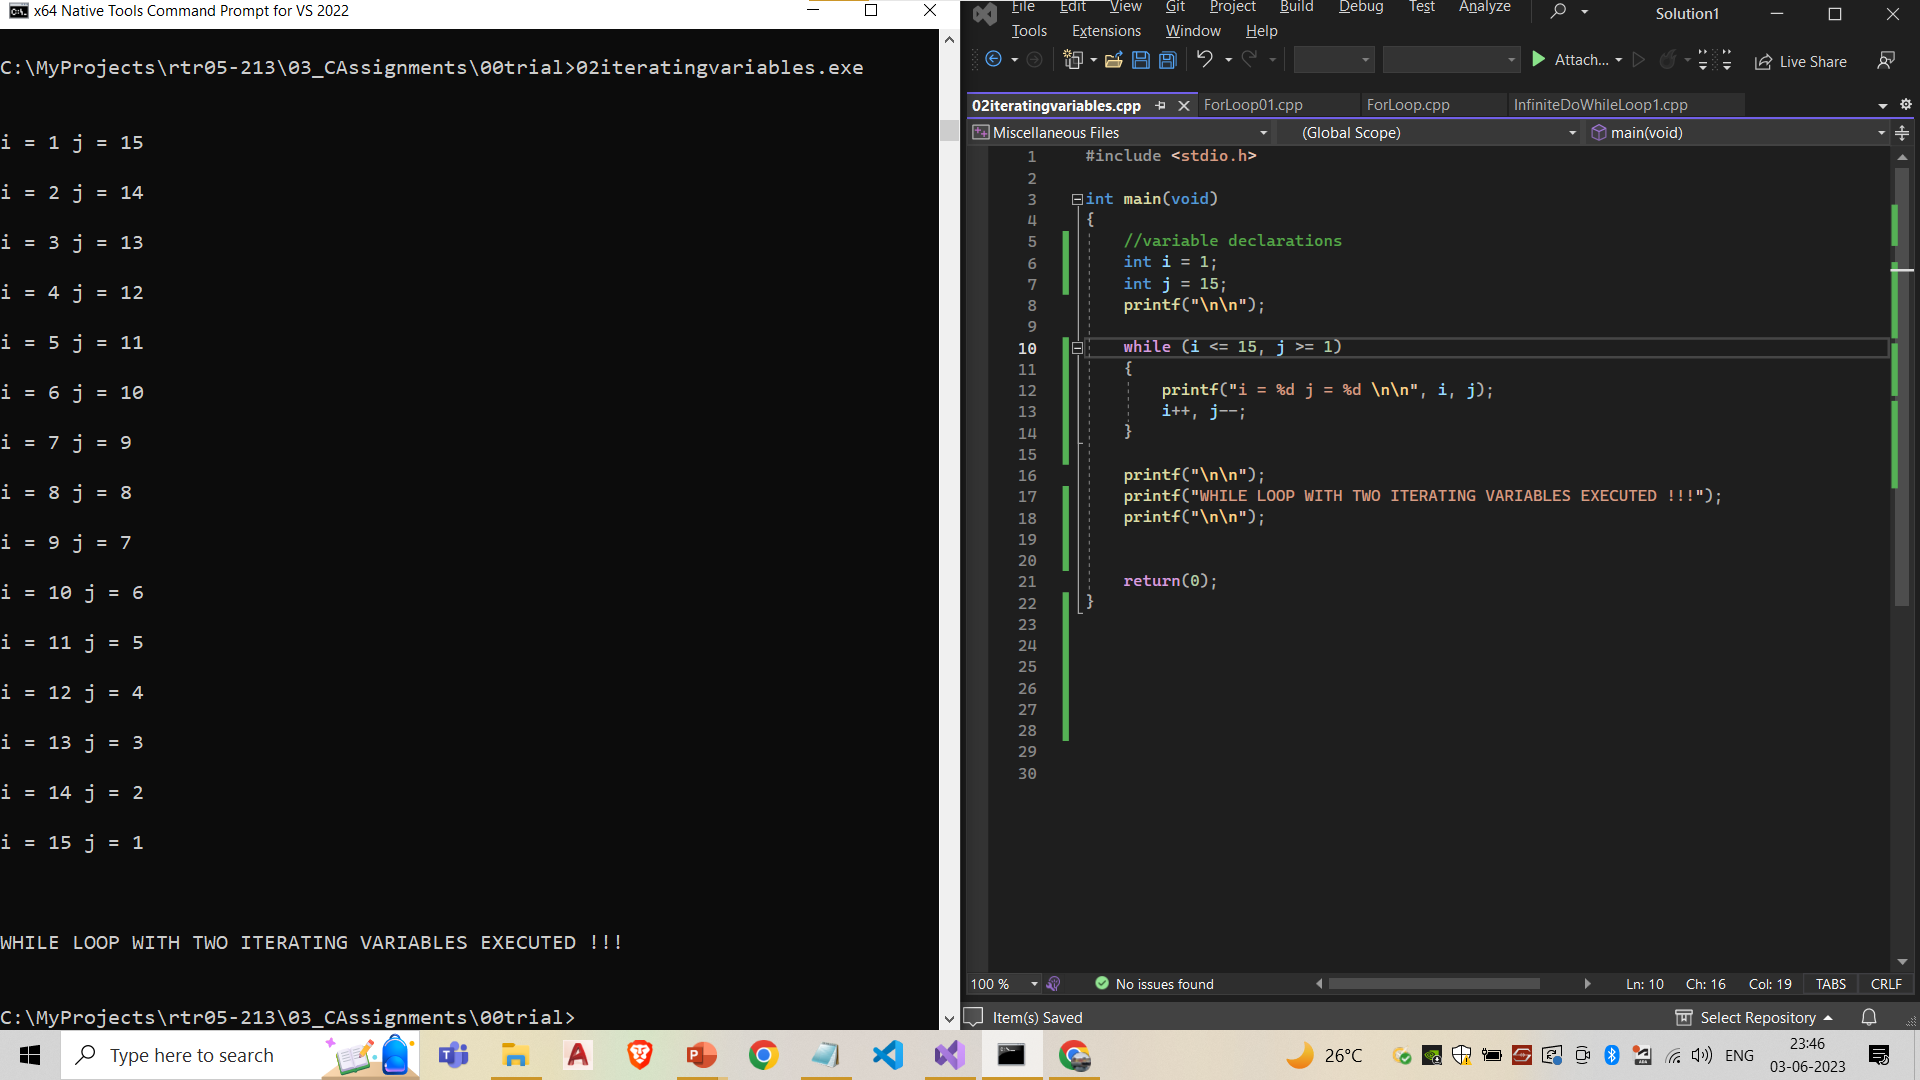 x64 Native Tools Command Prompt for VS 2022
C:\MyProjects\rtr05-213\03_CAssignments\00trial>02iteratingvariables.exe
i = 1 j = 15
i = 2 j = 14
i = 3 j = 13
i = 4 j = 12
i = 5 j = 11
i = 6 j = 10
i = 7 j = 9
i = 8 j = 8
i = 9 j = 7
i = 10 j = 6
i = 11 j = 5
i = 12 j = 4
i = 13 j = 3
i = 14 j = 2
i = 15 j = 1
WHILE LOOP WITH TWO ITERATING VARIABLES EXECUTED !!!
C:\MyProjects\rtr05-213\03_CAssignments\00trial>
File Edit View Git Project Build Debug Test Analyze
Tools Extensions Window Help
Solution1
Attach...
Live Share
02iteratingvariables.cpp ForLoop01.cpp ForLoop.cpp InfiniteDoWhileLoop1.cpp
Miscellaneous Files (Global Scope) main(void)
1 #include <stdio.h>
2
3 int main(void)
4 {
5 //variable declarations
6 int i = 1;
7 int j = 15;
8 printf("\n\n");
9
10 while (i <= 15, j >= 1)
11 {
12 printf("i = %d j = %d \n\n", i, j);
13 i++, j--;
14 }
15
16 printf("\n\n");
17 printf("WHILE LOOP WITH TWO ITERATING VARIABLES EXECUTED !!!");
18 printf("\n\n");
19
20
21 return(0);
22 }
23
24
25
26
27
28
29
30
100 % No issues found Ln: 10 Ch: 16 Col: 19 TABS CRLF
Item(s) Saved Select Repository
Type here to search
26°C ENG
23:46
03-06-2023